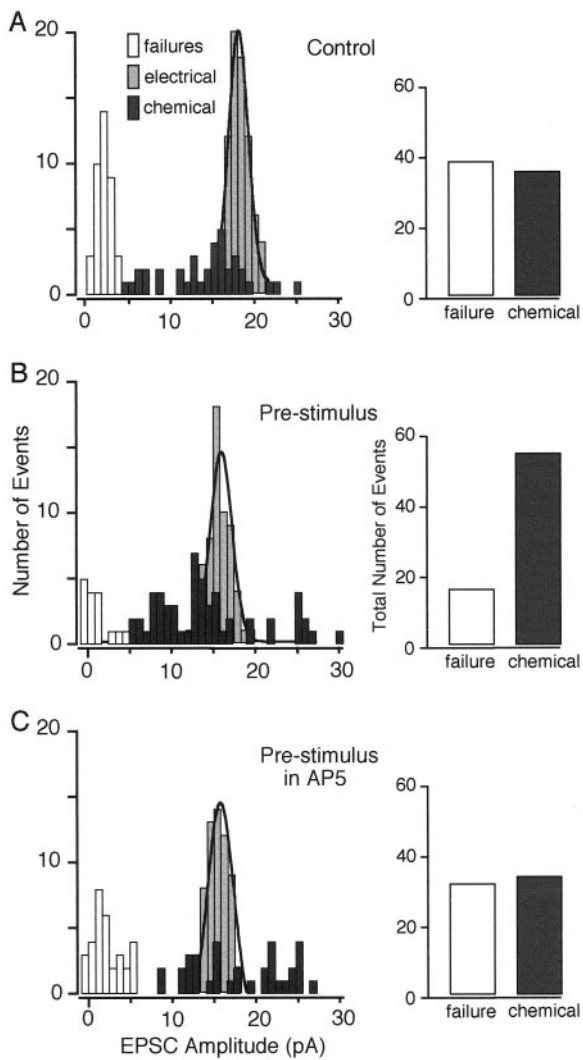 A
20
10
0
failures
electrical
chemical
Control
0
10
20
30
60
40
20
0
failure chemical
B
Number of Events
20
10
0
Pre-stimulus
0
10
20
30
Total Number of Events
60
40
20
0
failure chemical
C
20
10
0
Pre-stimulus
in AP5
0
10
20
30
EPSC Amplitude (pA)
60
40
20
0
failure chemical